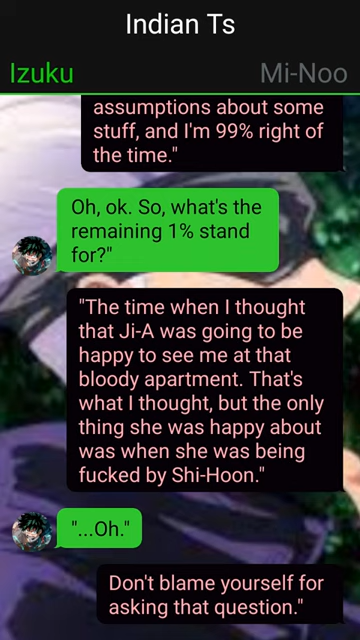 Indian Ts
Izuku
Mi-Noo
assumptions about some
stuff, and I'm 99% right of
the time."
Oh, ok. So, what's the
remaining 1% stand
for?"
"The time when I thought
that Ji-A was going to be
happy to see me at that
bloody apartment. That's
what I thought, but the only
thing she was happy about
was when she was being
fucked by Shi-Hoon."
"...Oh."
Don't blame yourself for
asking that question."